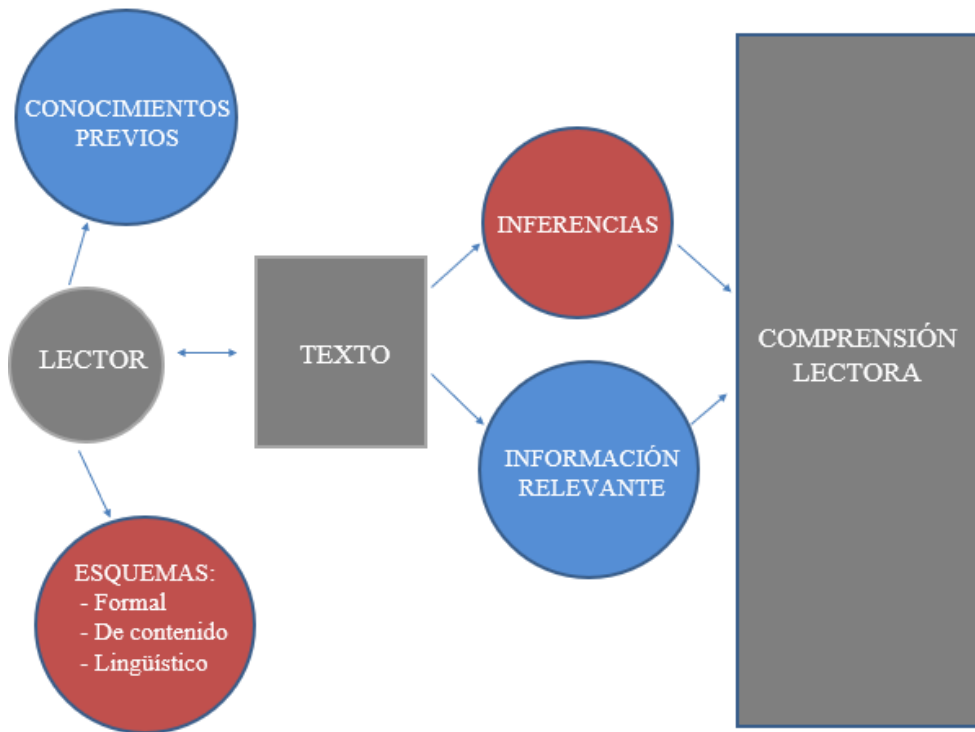 CONOCIMIENTOS
PREVIOS
LECTOR
ESQUEMAS:
- Formal
- De contenido
- Lingüístico
TEXTO
INFERENCIAS
INFORMACIÓN
RELEVANTE
COMPRENSIÓN
LECTORA